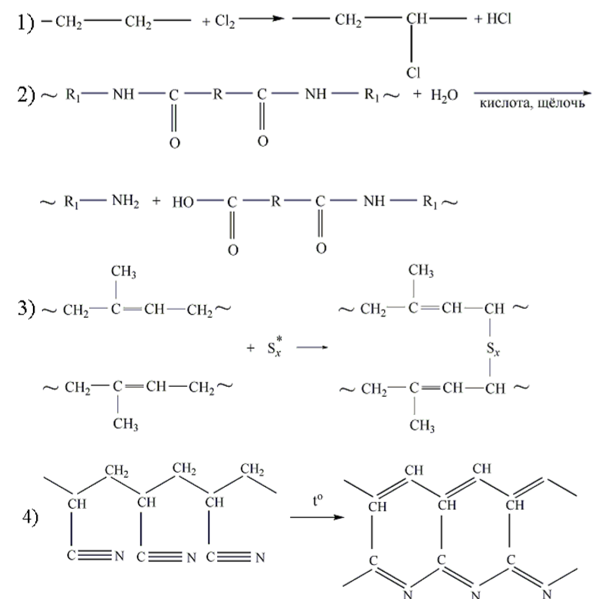 1) –CH₂—CH₂— + Cl₂ → —CH₂—CH— + HCl
Cl
2) ~ R₁—NH—C—R—C—NH—R₁~ + H₂O
кислота, щёлочь
O O
~ R₁—NH₂ + HO—C—R—C—NH—R₁~
O O
CH₃ CH₃
3) ~ CH₂—C=CH—CH₂~ ~ CH₂—C=CH—CH ~
+ Sₓ* → Sₓ
~ CH₂—C=CH—CH₂~ ~ CH₂—C=CH—CH ~
CH₃ CH₃
CH₂ CH₂ CH₂ CH CH
CH CH CH tº CH CH CH
4) C≡N C≡N C≡N → C C C
N N N